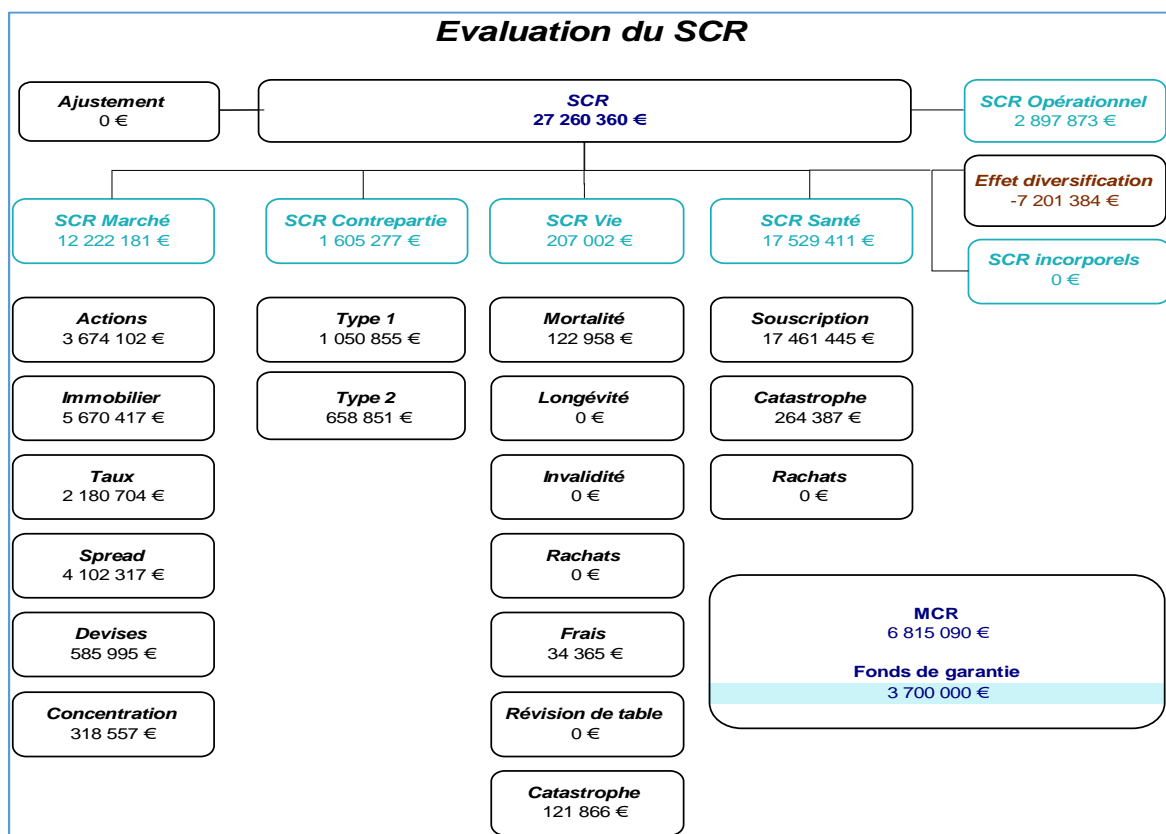 Evaluation du SCR
Ajustement
0 €
SCR
27 260 360 €
SCR Opérationnel
2 897 873 €
Effet diversification
-7 201 384 €
SCR Marché
12 222 181 €
SCR Contrepartie
1 605 277 €
SCR Vie
207 002 €
SCR Santé
17 529 411 €
SCR incorporels
0 €
Actions
3 674 102 €
Type 1
1 050 855 €
Mortalité
122 958 €
Souscription
17 461 445 €
Immobilier
5 670 417 €
Type 2
658 851 €
Longévité
0 €
Catastrophe
264 387 €
Taux
2 180 704 €
Invalidité
0 €
Rachats
0 €
Spread
4 102 317 €
Rachats
0 €
Devises
585 995 €
Frais
34 365 €
MCR
6 815 090 €
Fonds de garantie
3 700 000 €
Concentration
318 557 €
Révision de table
0 €
Catastrophe
121 866 €